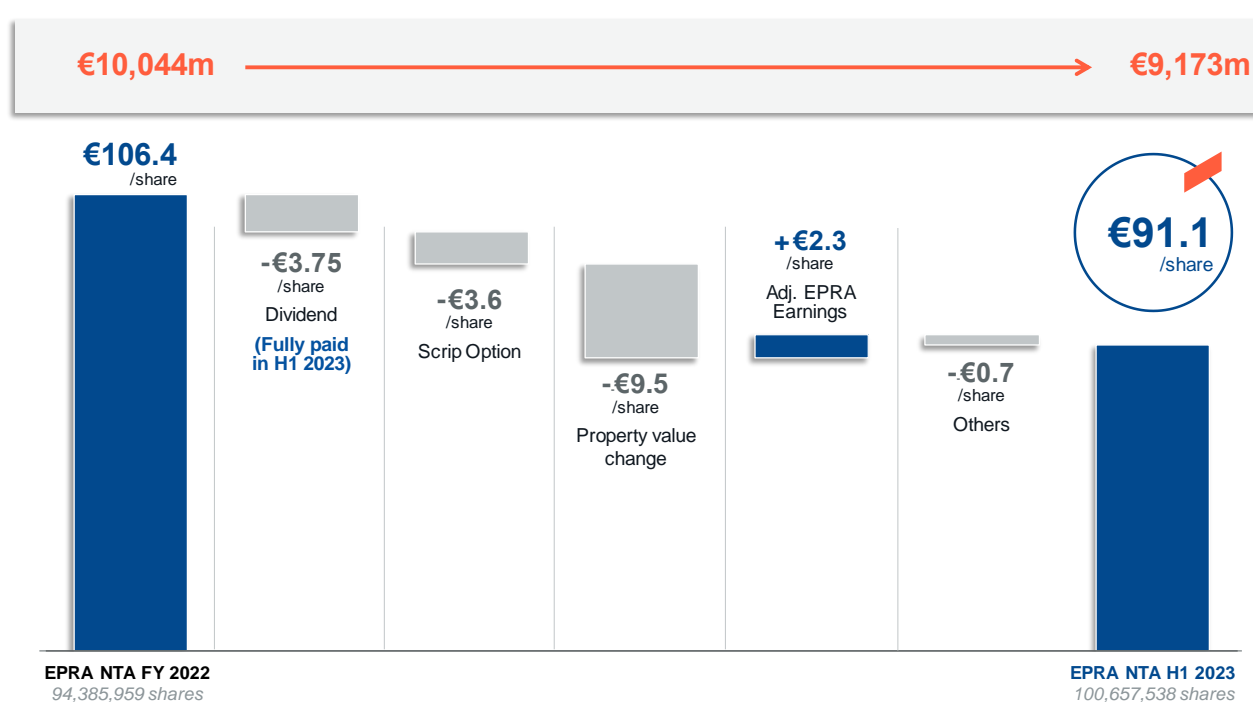 €10,044m
€9,173m
€106.4
/share
-€3.75
/share
Dividend
(Fully paid
in H1 2023)
-€3.6
/share
Scrip Option
-€9.5
/share
Property value
change
+€2.3
/share
Adj. EPRA
Earnings
-€0.7
/share
Others
€91.1
/share
EPRA NTA FY 2022
94,385,959 shares
EPRA NTA H1 2023
100,657,538 shares